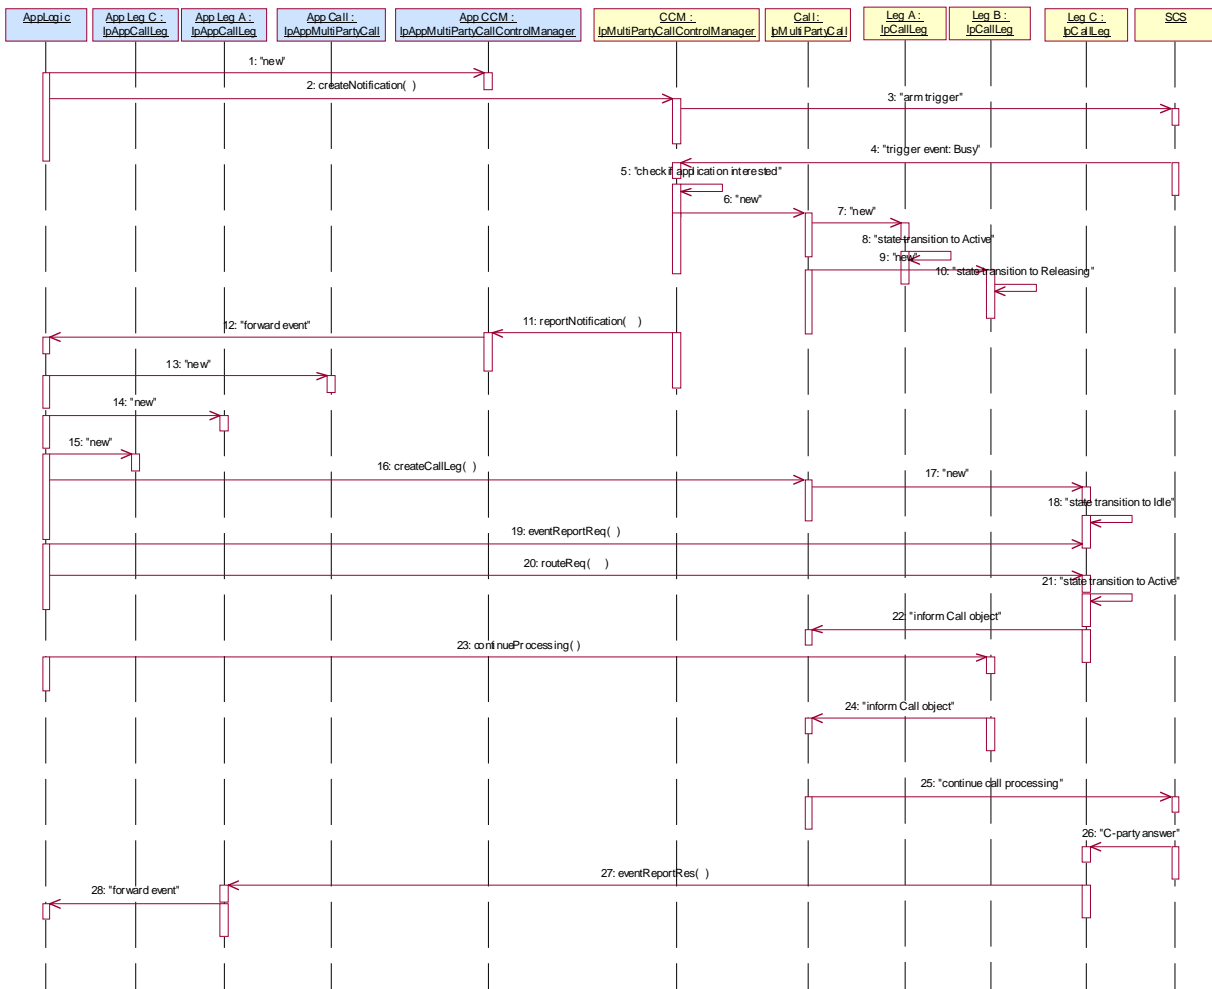 AppLogic
App Leg C :
IpAppCallLeg
App Leg A :
IpAppCallLeg
App Call :
IpAppMultiPartyCall
App CCM :
IpAppMultiPartyCallControlManager
CCM :
IpMultiPartyCallControlManager
Call :
IpMultiPartyCall
Leg A :
IpCallLeg
Leg B :
IpCallLeg
Leg C :
IpCallLeg
SCS
1: "new"
2: createNotification( )
3: "arm trigger"
4: "trigger event: Busy"
5: "check if application interested"
6: "new"
7: "new"
8: "state transition to Active"
9: "new"
10: "state transition to Releasing"
11: reportNotification( )
12: "forward event"
13: "new"
14: "new"
15: "new"
16: createCallLeg( )
17: "new"
18: "state transition to Idle"
19: eventReportReq( )
20: routeReq( )
21: "state transition to Active"
22: "inform Call object"
23: continueProcessing( )
24: "inform Call object"
25: "continue call processing"
26: "C-party answer"
27: eventReportRes( )
28: "forward event"